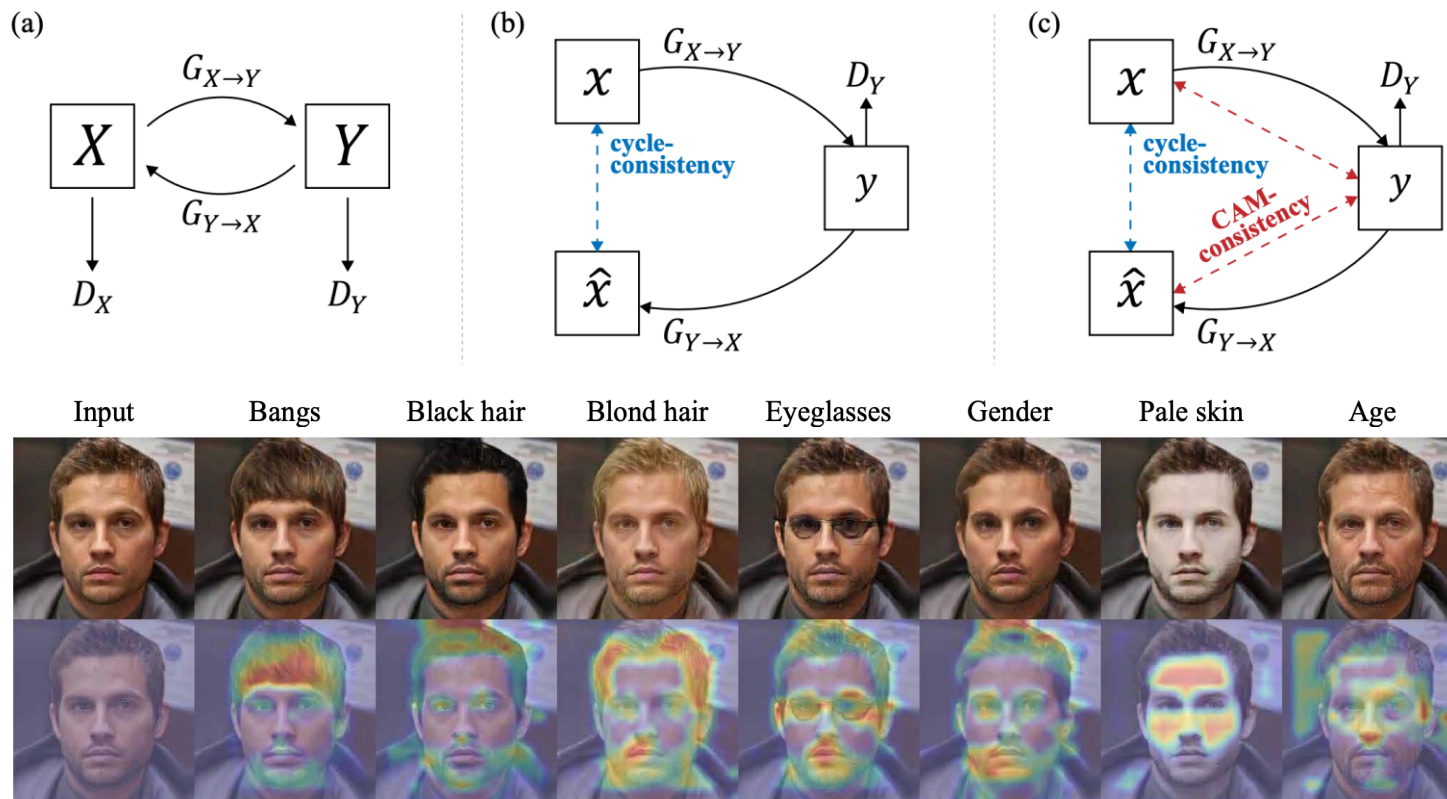 (a)
G_{X→Y}
X
Y
G_{Y→X}
D_X
D_Y
(b)
G_{X→Y}
x
D_Y
cycle-
consistency
y
x̂
G_{Y→X}
(c)
G_{X→Y}
x
D_Y
cycle-
consistency
y
CAM-
consistency
x̂
G_{Y→X}
Input Bangs Black hair Blond hair Eyeglasses Gender Pale skin Age